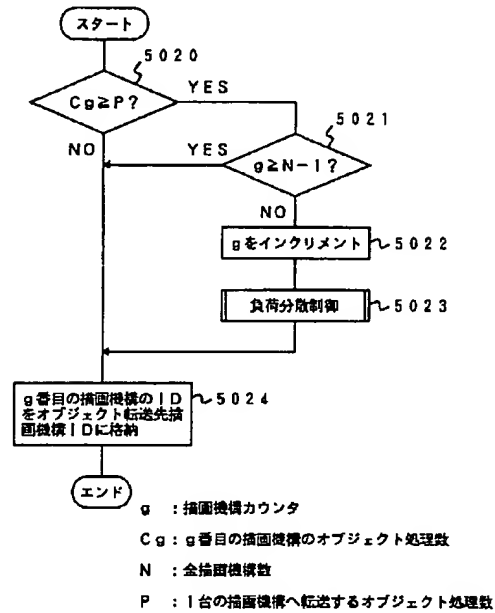 スタート
5020
Cg≧P?
YES
5021
NO
YES
g≧N-1?
NO
gをインクリメント
5022
負荷分散制御
5023
g番目の描画機構のID
をオブジェクト転送先描
画機構IDに格納
5024
エンド
g :描画機構カウンタ
Cg:g番目の描画機構のオブジェクト処理数
N :全描画機構数
P :1台の描画機構へ転送するオブジェクト処理数